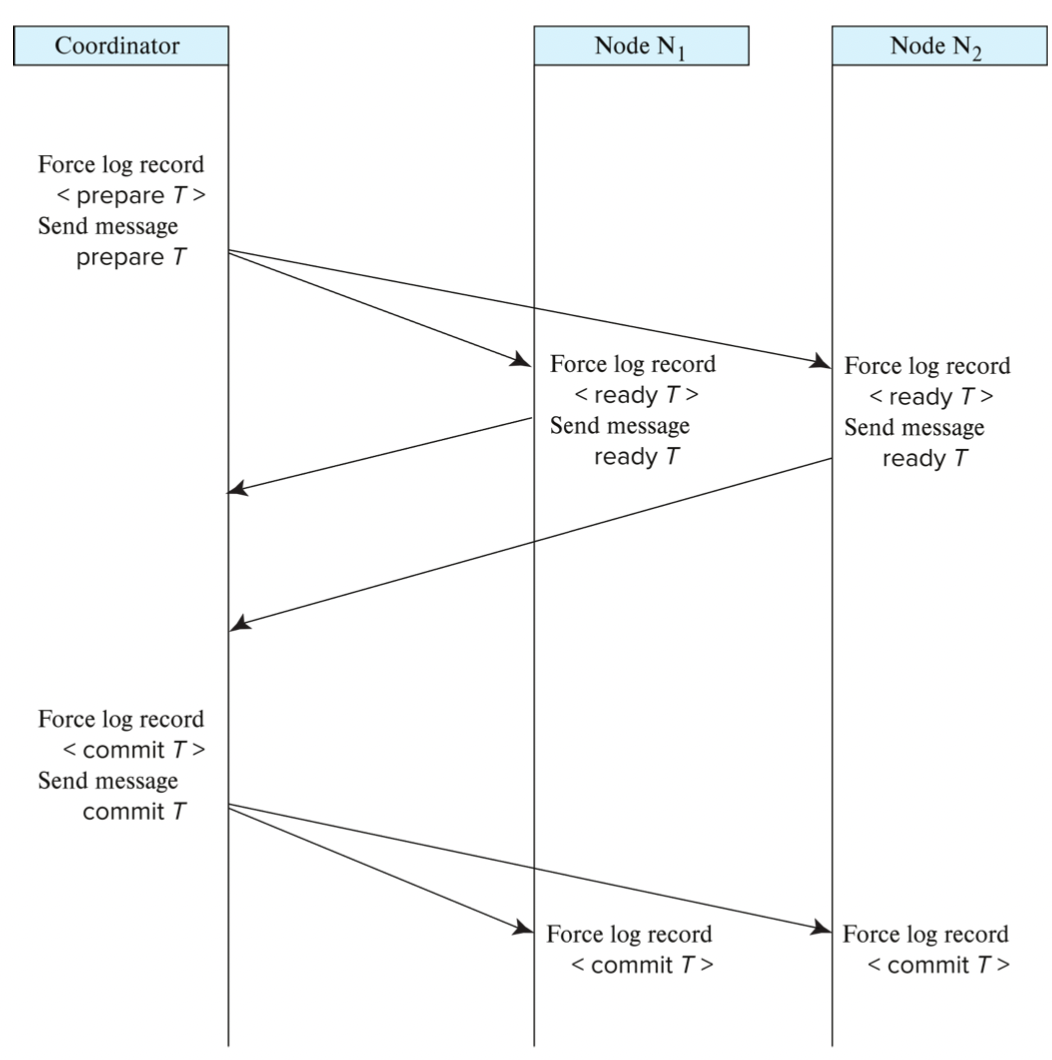 Coordinator
Node N₁
Node N₂
Force log record
< prepare T >
Send message
prepare T
Force log record
< ready T >
Send message
ready T
Force log record
< ready T >
Send message
ready T
Force log record
< commit T >
Send message
commit T
Force log record
< commit T >
Force log record
< commit T >